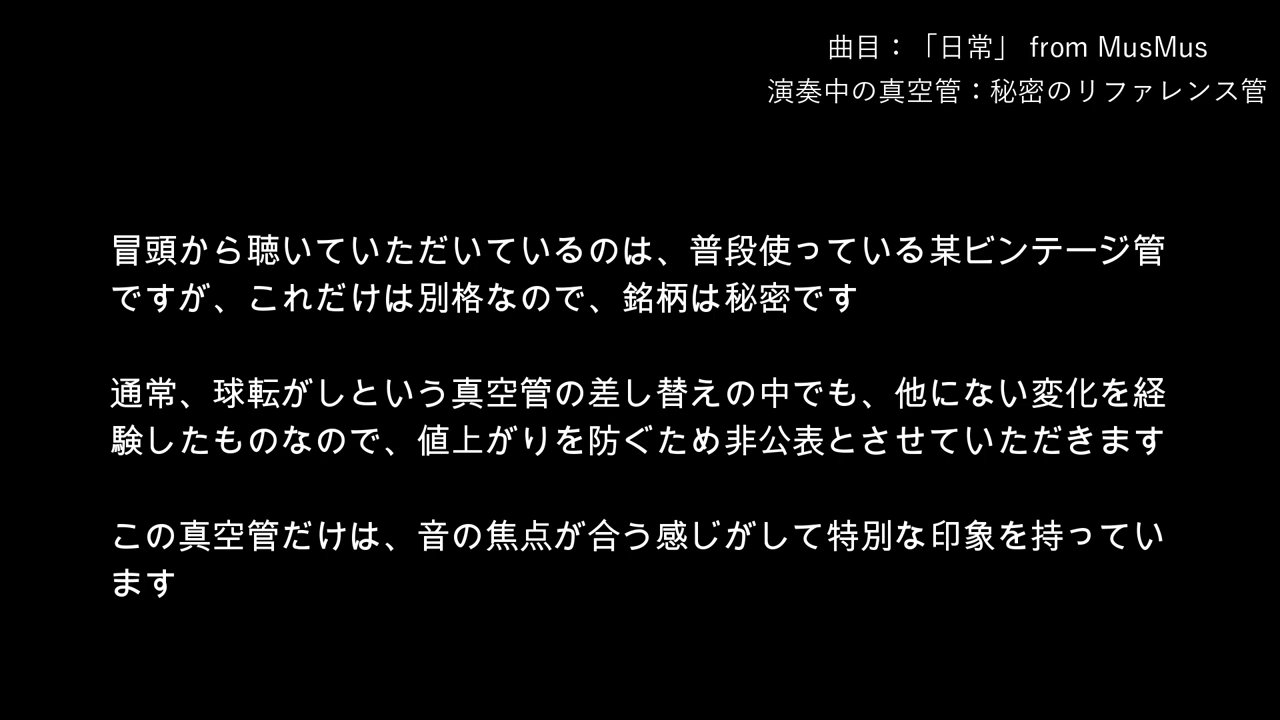 曲目：「日常」 from MusMus
演奏中の真空管：秘密のリファレンス管
冒頭から聴いていただいているのは、普段使っている某ビンテージ管
ですが、これだけは別格なので、銘柄は秘密です
通常、球転がしという真空管の差し替えの中でも、他にない変化を経
験したものなので、値上がりを防ぐため非公表とさせていただきます
この真空管だけは、音の焦点が合う感じがして特別な印象を持ってい
ます